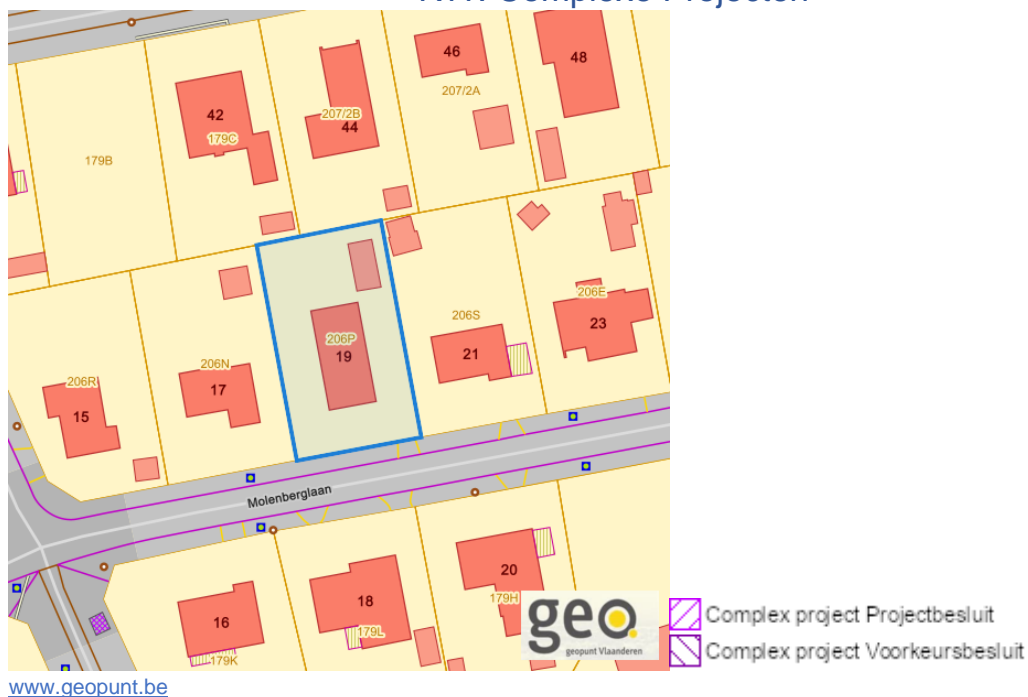 Complexe Projecten
46
48
207/2A
42
207/2B
44
179C
179B
206E
206S
23
206P
19
21
206N
17
206R
15
Molenberglaan
20
179H
18
179L
16
179K
geo
geopunt Vlaanderen
Complex project Projectbesluit
Complex project Voorkeursbesluit
www.geopunt.be